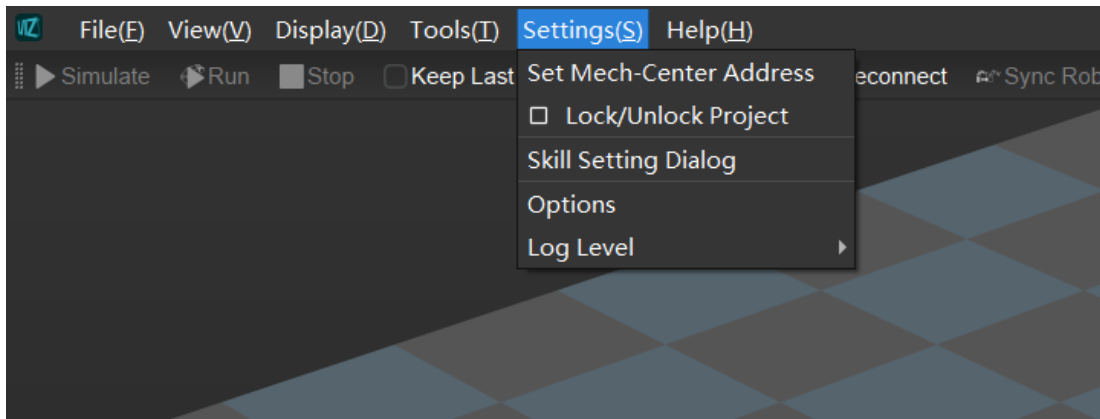 VIZ File(F) View(V) Display(D) Tools(T) Settings(S) Help(H)
Simulate Run Stop Keep Last econnect Sync Rob
Set Mech-Center Address
Lock/Unlock Project
Skill Setting Dialog
Options
Log Level